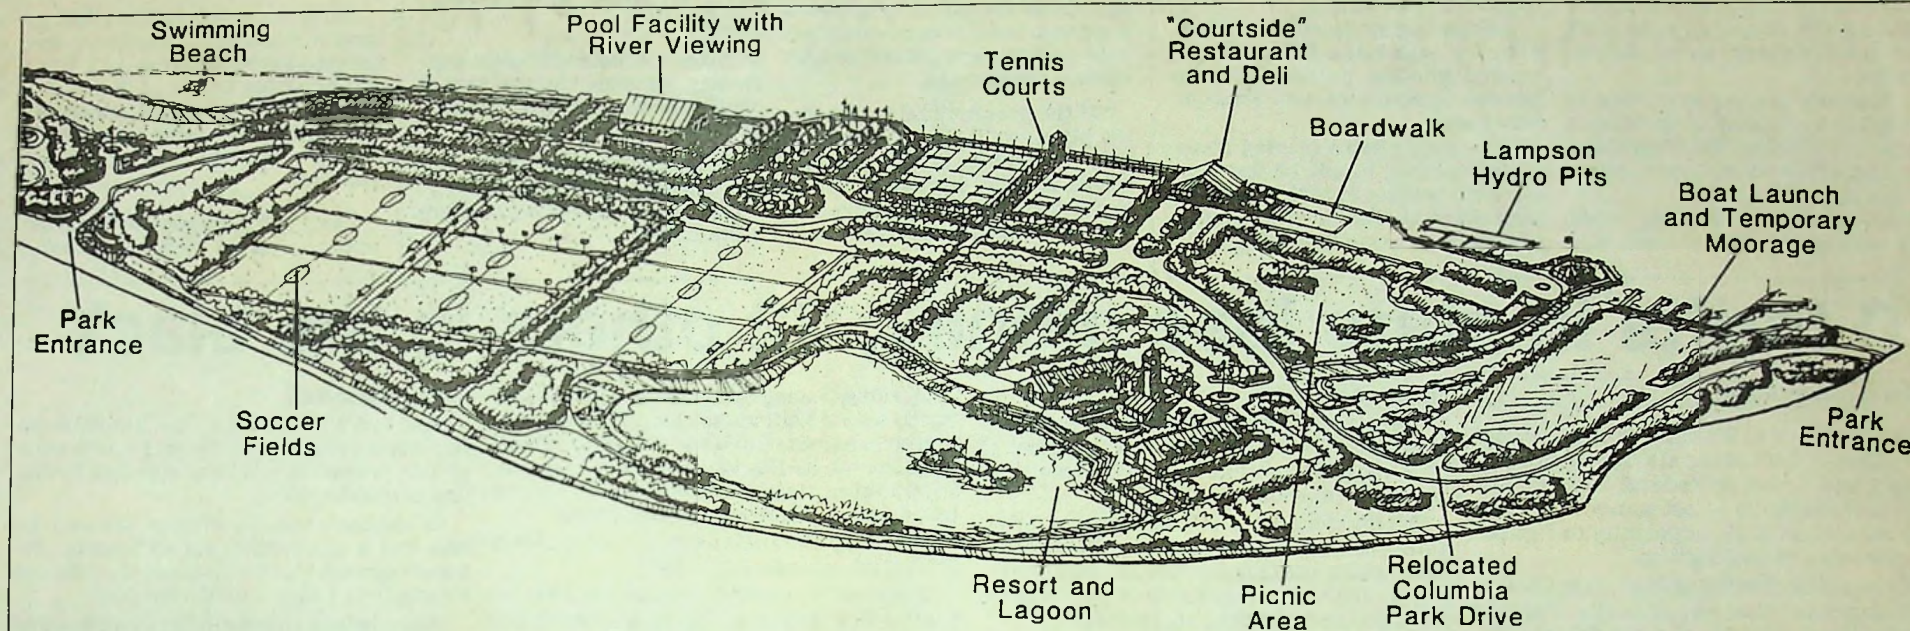 Swimming
Beach
Pool Facility with
River Viewing
Tennis
Courts
"Courtside"
Restaurant
and Deli
Boardwalk
Lampson
Hydro Pits
Boat Launch
and Temporary
Moorage
Park
Entrance
Soccer
Fields
Resort and
Lagoon
Picnic
Area
Relocated
Columbia
Park Drive
Park
Entrance